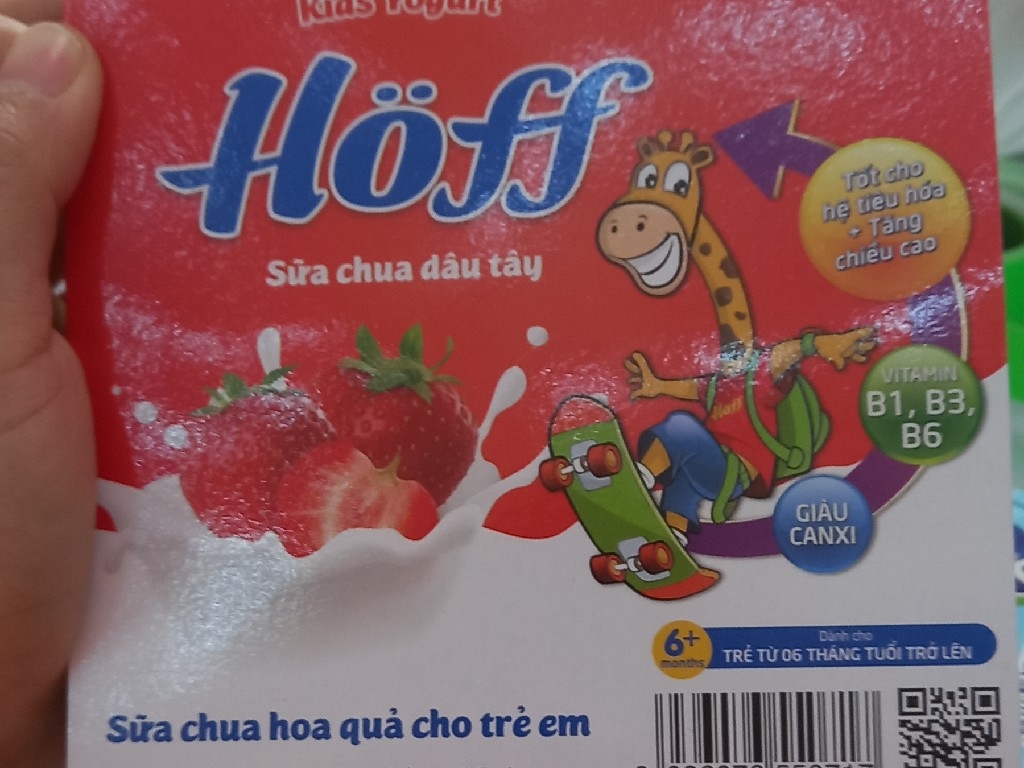 Kids Yogurt
Höff
Sữa chua dâu tây
Tốt cho
hệ tiêu hóa
+ Tăng
chiều cao
VITAMIN
B1, B3,
B6
GIÀU
CANXI
Höff
6+
months
Dành cho
TRẺ TỪ 06 THÁNG TUỔI TRỞ LÊN
Sữa chua hoa quả cho trẻ em